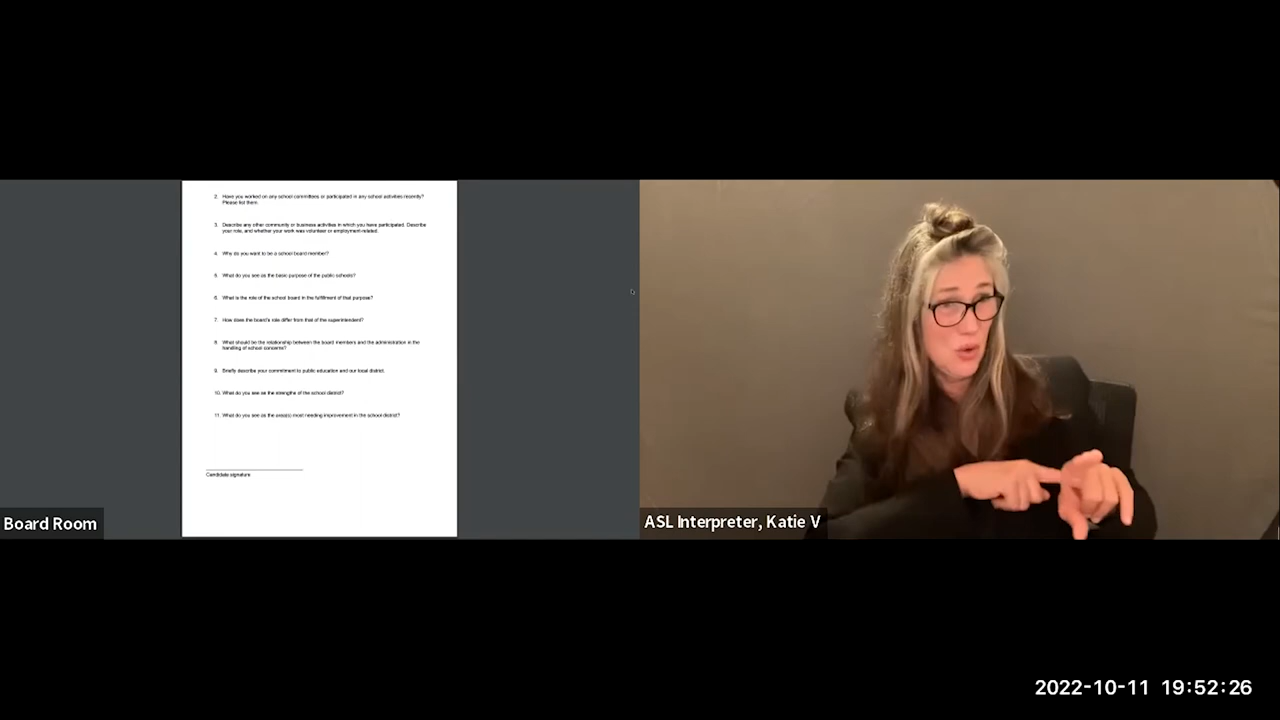 2. Have you worked on any school committees or participated in any school activities recently?
Please list them.
3. Describe any other community or business activities in which you have participated. Describe
your role, and whether your work was volunteer or employment-related.
4. Why do you want to be a school board member?
5. What do you see as the basic purpose of the public schools?
6. What is the role of the school board in the fulfillment of that purpose?
7. How does the board's role differ from that of the superintendent?
8. What should be the relationship between the board members and the administration in the
handling of school concerns?
9. Briefly describe your commitment to public education and our local district.
10. What do you see as the strengths of the school district?
11. What do you see as the area(s) most needing improvement in the school district?
Candidate signature
Board Room
ASL Interpreter, Katie V
2022-10-11 19:52:26